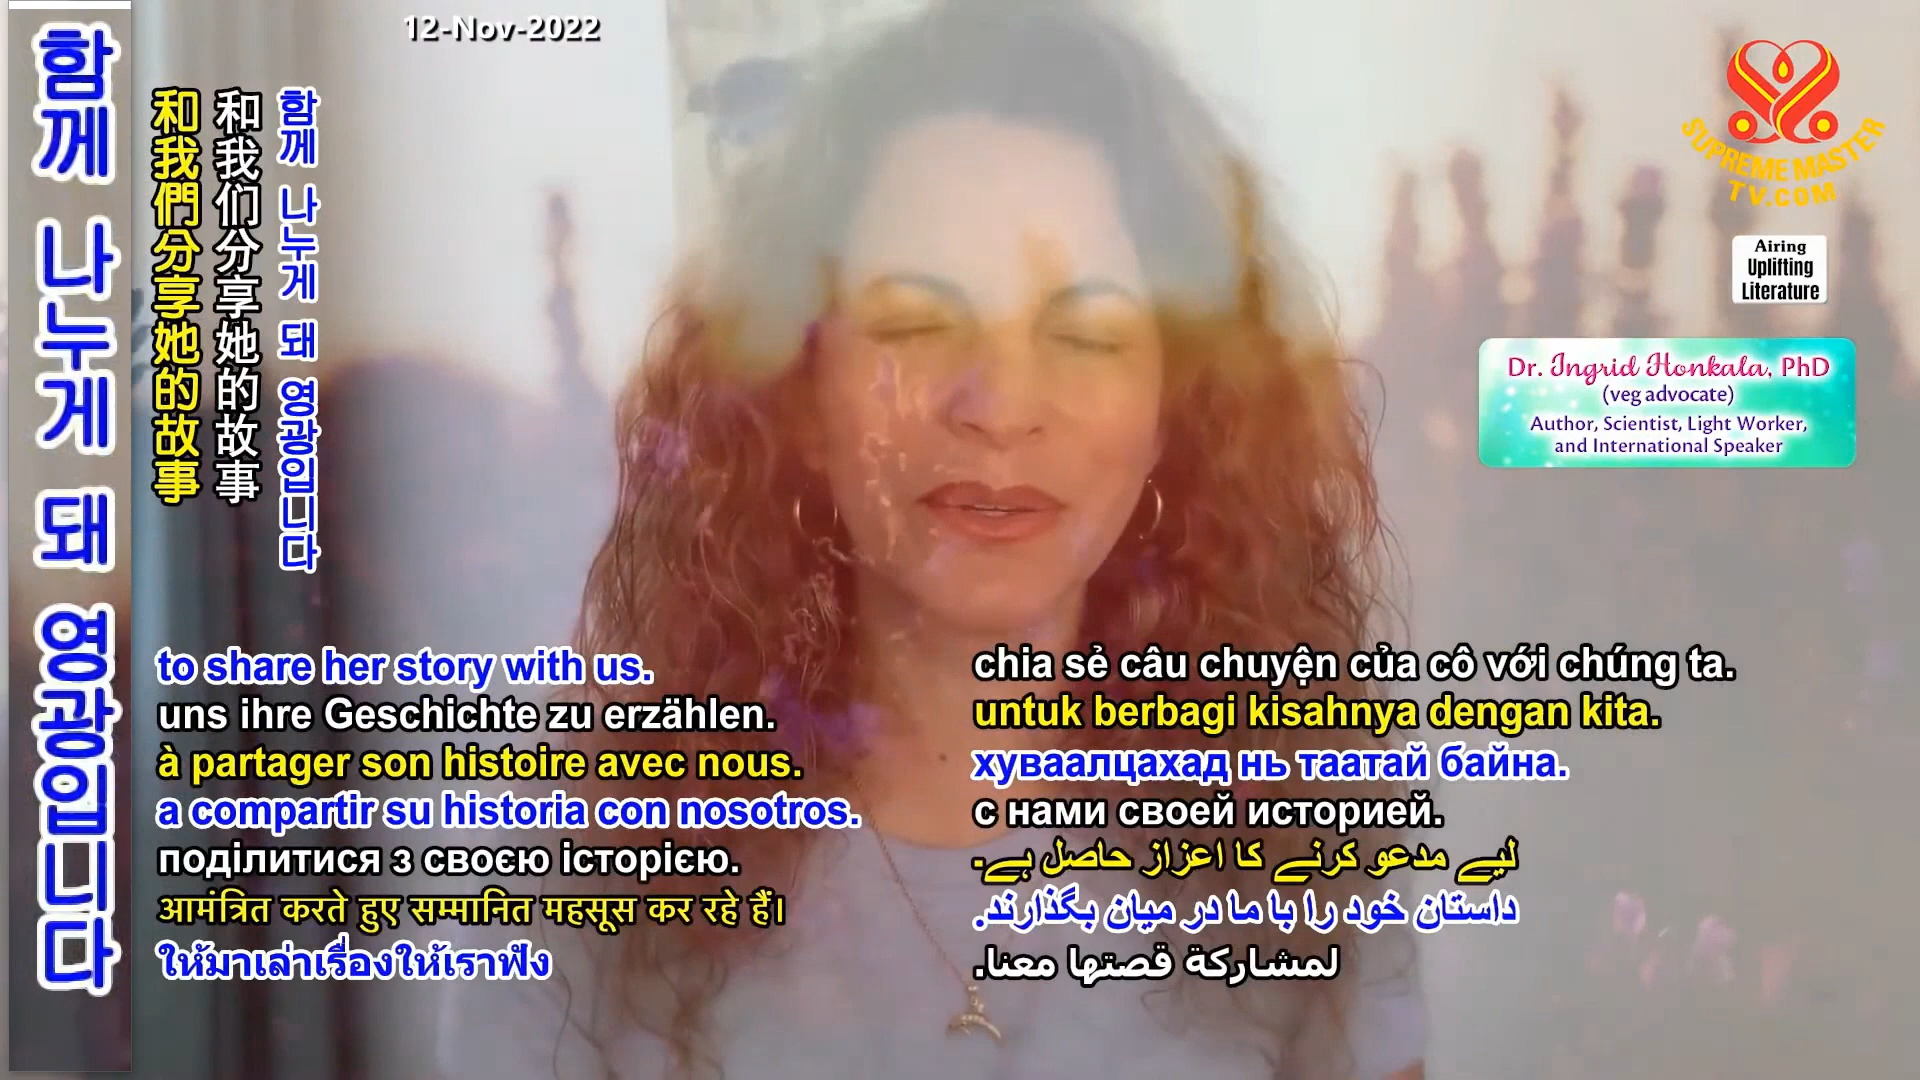 12-Nov-2022
함께 나누게 돼 영광입니다
和我們分享她的故事
和我们分享她的故事
함께 나누게 돼 영광입니다
SUPREME MASTER
TV.COM
Airing
Uplifting
Literature
Dr. Ingrid Honkala, PhD
(veg advocate)
Author, Scientist, Light Worker,
and International Speaker
to share her story with us.
uns ihre Geschichte zu erzählen.
à partager son histoire avec nous.
a compartir su historia con nosotros.
поділитися з своєю історією.
आमंत्रित करते हुए सम्मानित महसूस कर रहे हैं।
ให้มาเล่าเรื่องให้เราฟัง
chia sẻ câu chuyện của cô với chúng ta.
untuk berbagi kisahnya dengan kita.
хуваалцахад нь таатай байна.
с нами своей историей.
لیے مدعو کرنے کا اعزاز حاصل ہے۔
داستان خود را با ما در میان بگذارند.
لمشاركة قصتها معنا.